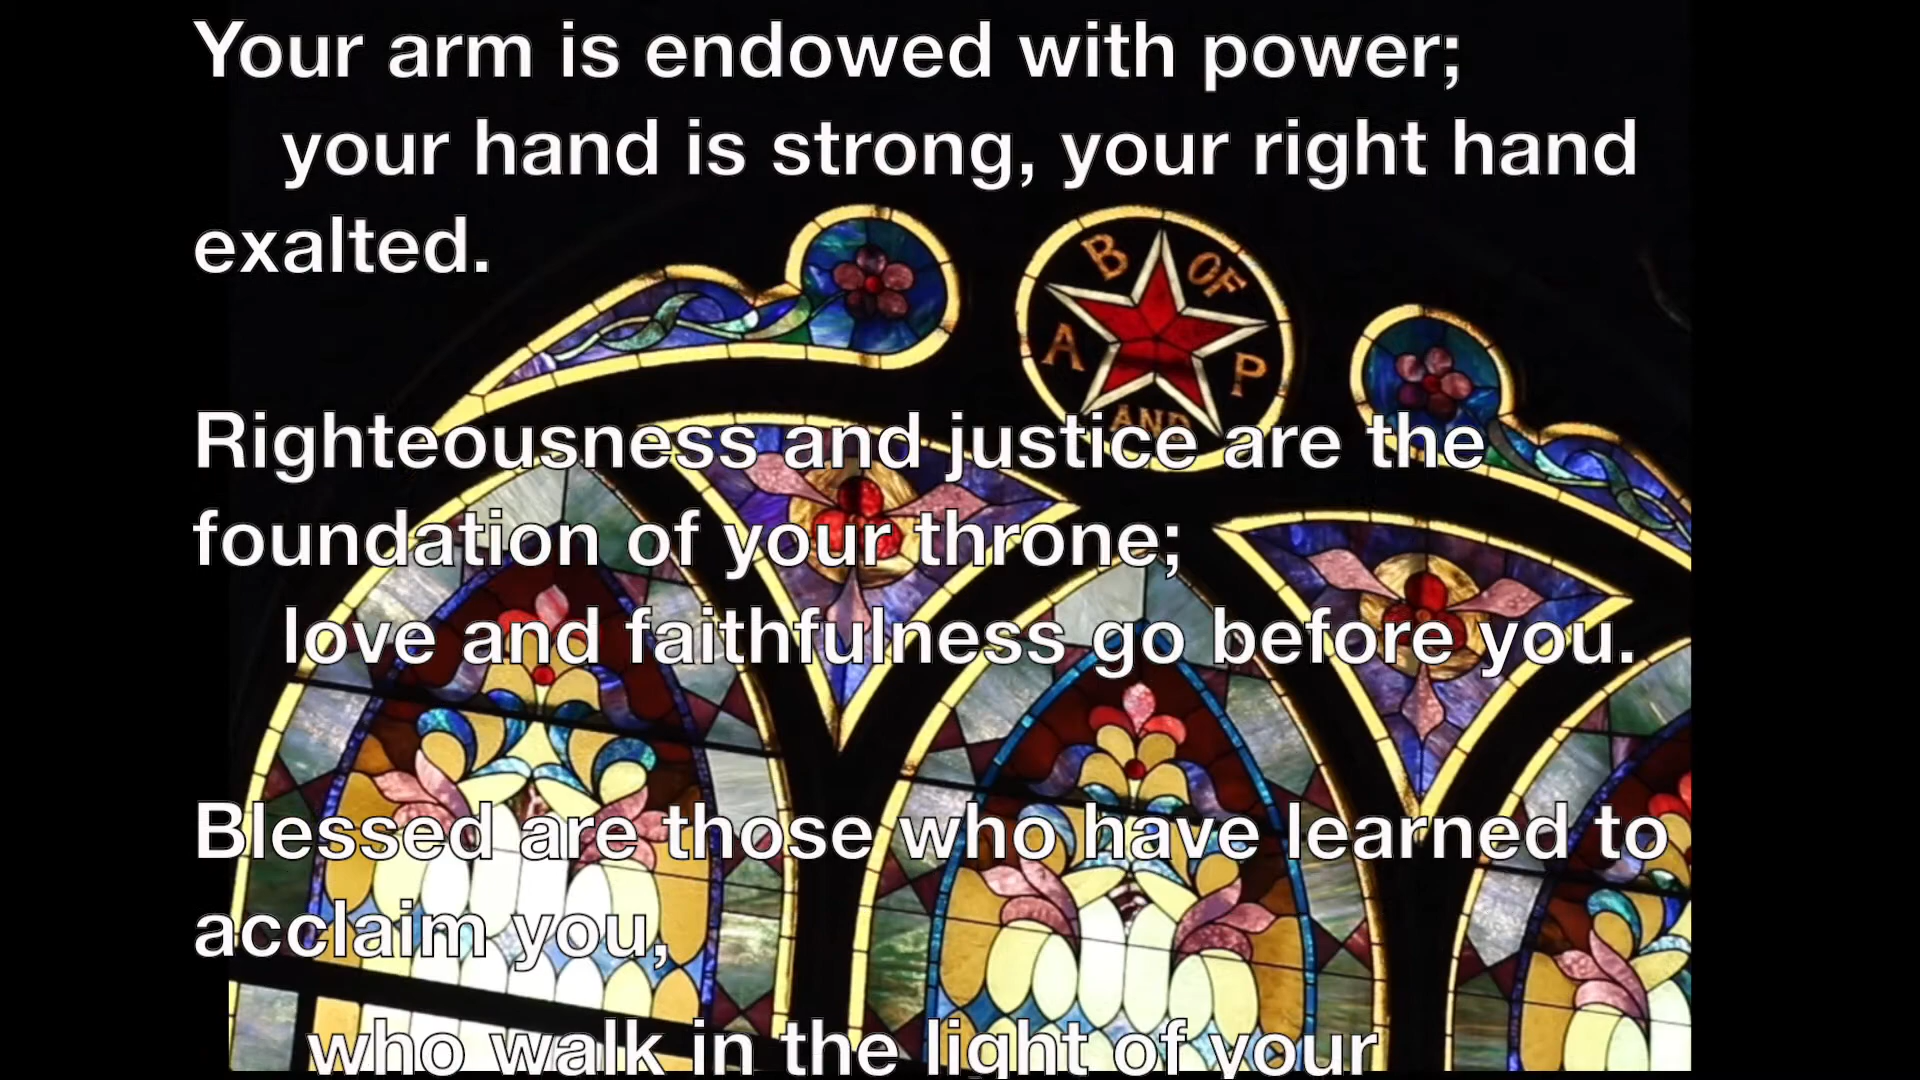 Your arm is endowed with power;
your hand is strong, your right hand
exalted.
B OF
A P
AND
Righteousness and justice are the
foundation of your throne;
love and faithfulness go before you.
Blessed are those who have learned to
acclaim you,
who walk in the light of your